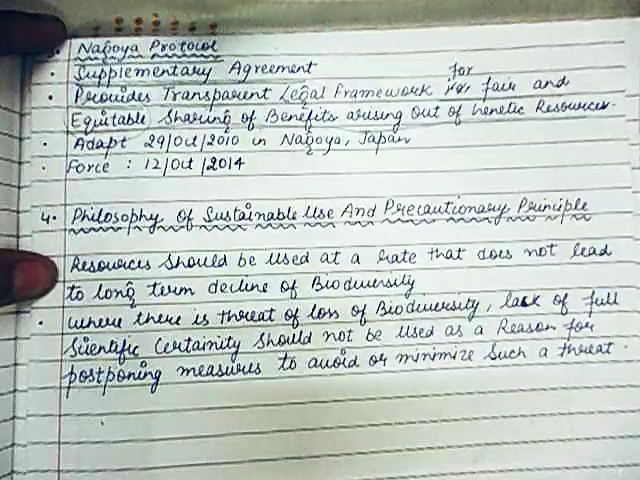 • Nagoya Protocol
• Supplementary Agreement
for
• Provides Transparent Legal Framework for fair and
Equitable Sharing of Benefits arising Out of Genetic Resources.
• Adapt 29/Oct/2010 in Nagoya, Japan
• Force : 12/Oct/2014
4. Philosophy of Sustainable Use And Precautionary Principle
Resources Should be Used at a Rate that does not lead
to long term decline of Biodiversity
• where there is threat of loss of Biodiversity, lack of full
Scientific Certainity Should not be Used as a Reason for
postponing measures to avoid or minimize Such a threat.